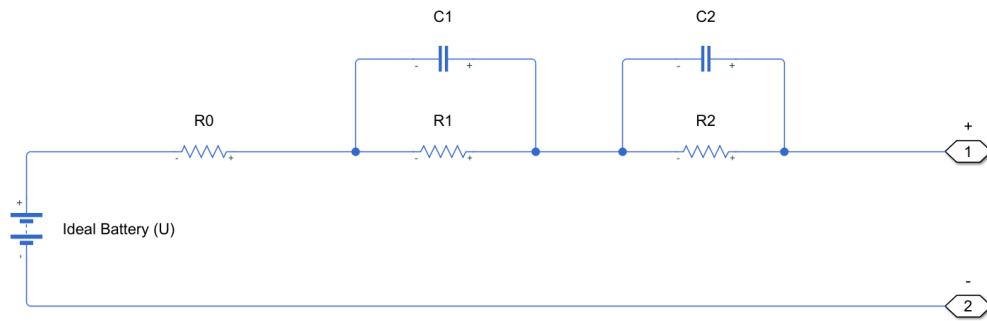 C1
C2
- +
- +
R0
R1
R2
+
- +
- +
- +
1
+
Ideal Battery (U)
-
-
2